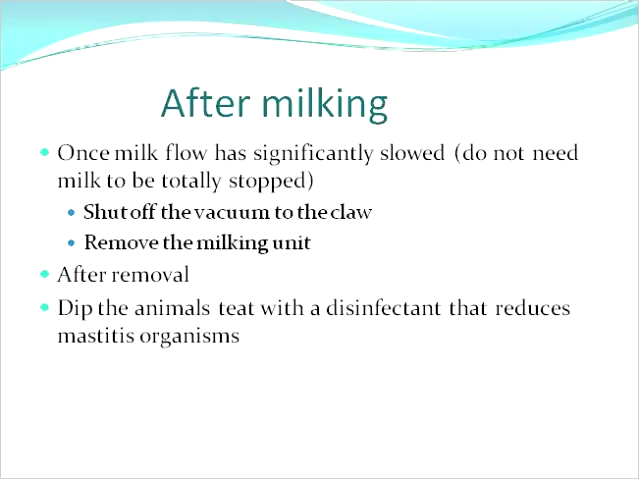 After milking
• Once milk flow has significantly slowed (do not need
milk to be totally stopped)
• Shut off the vacuum to the claw
• Remove the milking unit
• After removal
• Dip the animals teat with a disinfectant that reduces
mastitis organisms